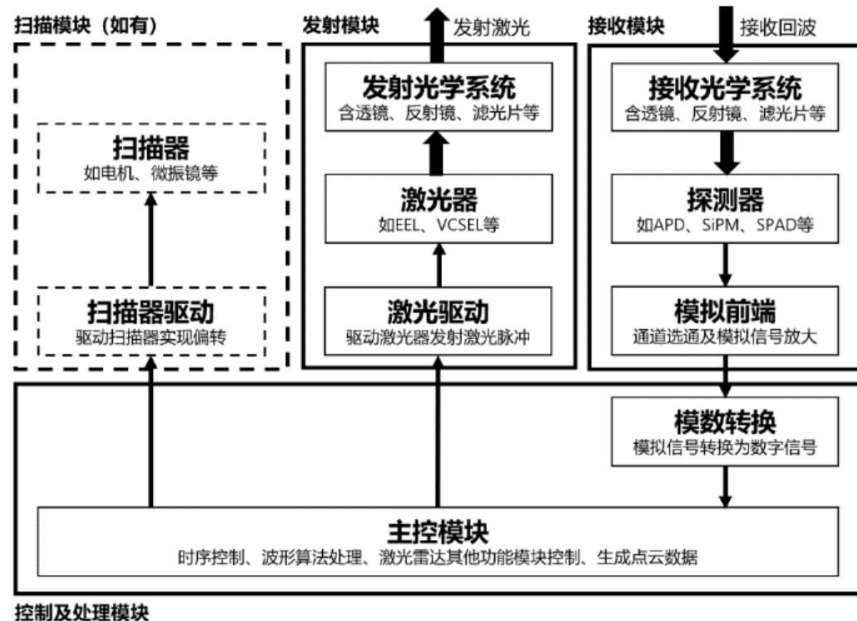 扫描模块（如有）
扫描器
如电机、微振镜等
扫描器驱动
驱动扫描器实现偏转
发射模块
发射激光
发射光学系统
含透镜、反射镜、滤光片等
激光器
如EEL、VCSEL等
激光驱动
驱动激光器发射激光脉冲
接收模块
接收回波
接收光学系统
含透镜、反射镜、滤光片等
探测器
如APD、SiPM、SPAD等
模拟前端
通道选通及模拟信号放大
模数转换
模拟信号转换为数字信号
主控模块
时序控制、波形算法处理、激光雷达其他功能模块控制、生成点云数据
控制及处理模块